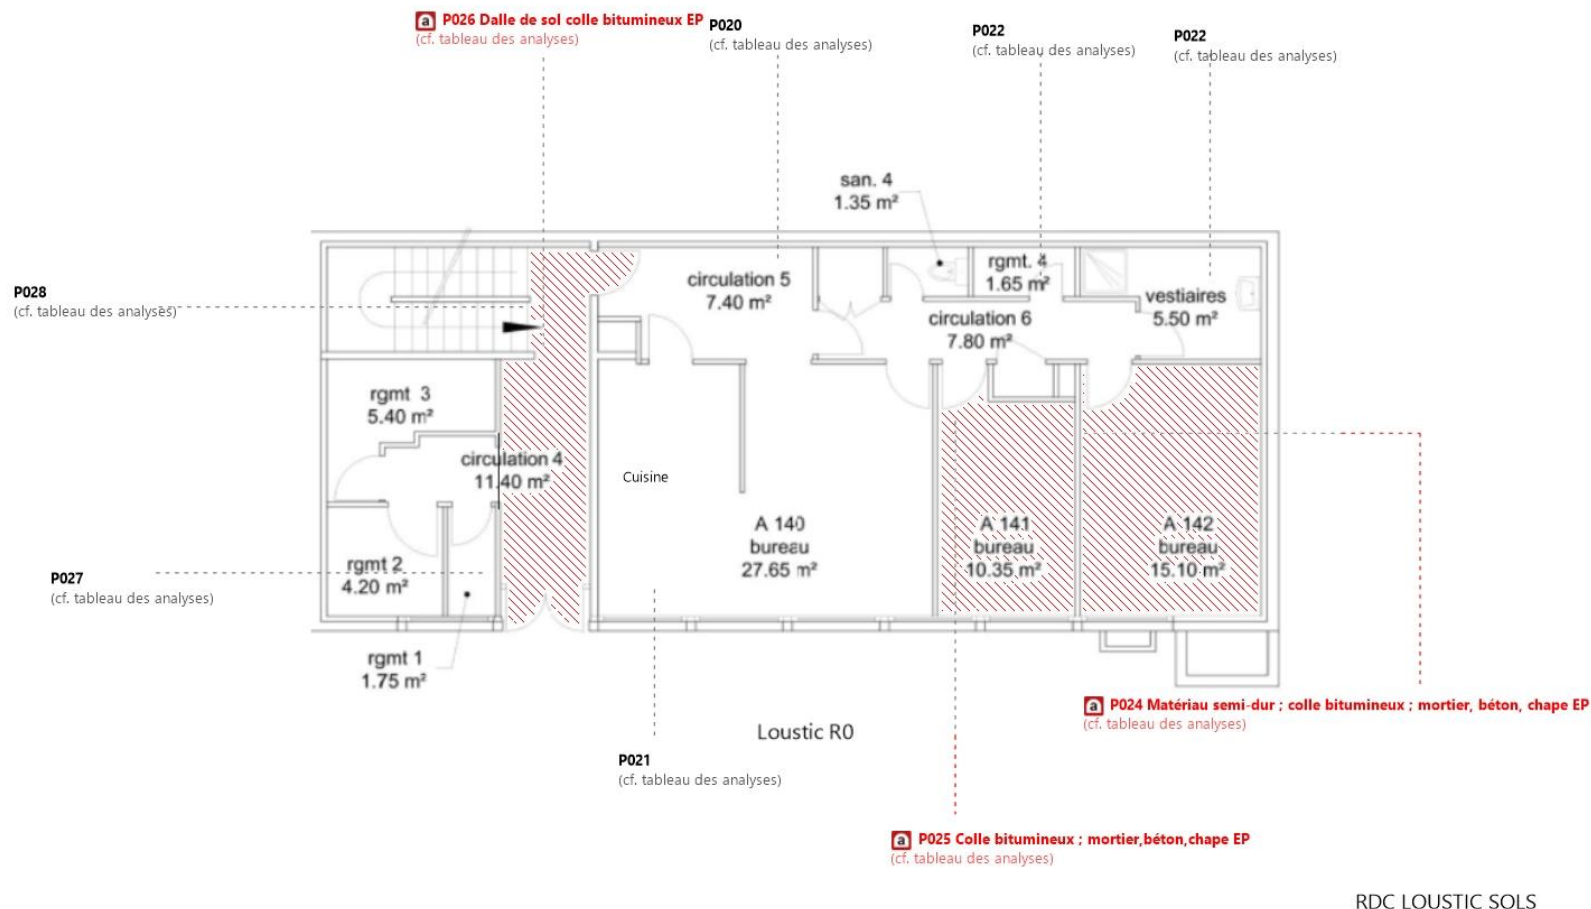 a P026 Dalle de sol colle bitumineux EP
(cf. tableau des analyses)
P020
(cf. tableau des analyses)
P022
(cf. tableau des analyses)
P022
(cf. tableau des analyses)
san. 4
1.35 m²
P028
(cf. tableau des analyses)
circulation 5
7.40 m²
rgmt. 4
1.65 m²
vestiaires
5.50 m²
circulation 6
7.80 m²
rgmt 3
5.40 m²
circulation 4
11.40 m²
Cuisine
A 140
bureau
27.65 m²
A 141
bureau
10.35 m²
A 142
bureau
15.10 m²
rgmt 2
4.20 m²
P027
(cf. tableau des analyses)
rgmt 1
1.75 m²
a P024 Matériau semi-dur ; colle bitumineux ; mortier, béton, chape EP
(cf. tableau des analyses)
Loustic R0
P021
(cf. tableau des analyses)
a P025 Colle bitumineux ; mortier,béton,chape EP
(cf. tableau des analyses)
RDC LOUSTIC SOLS